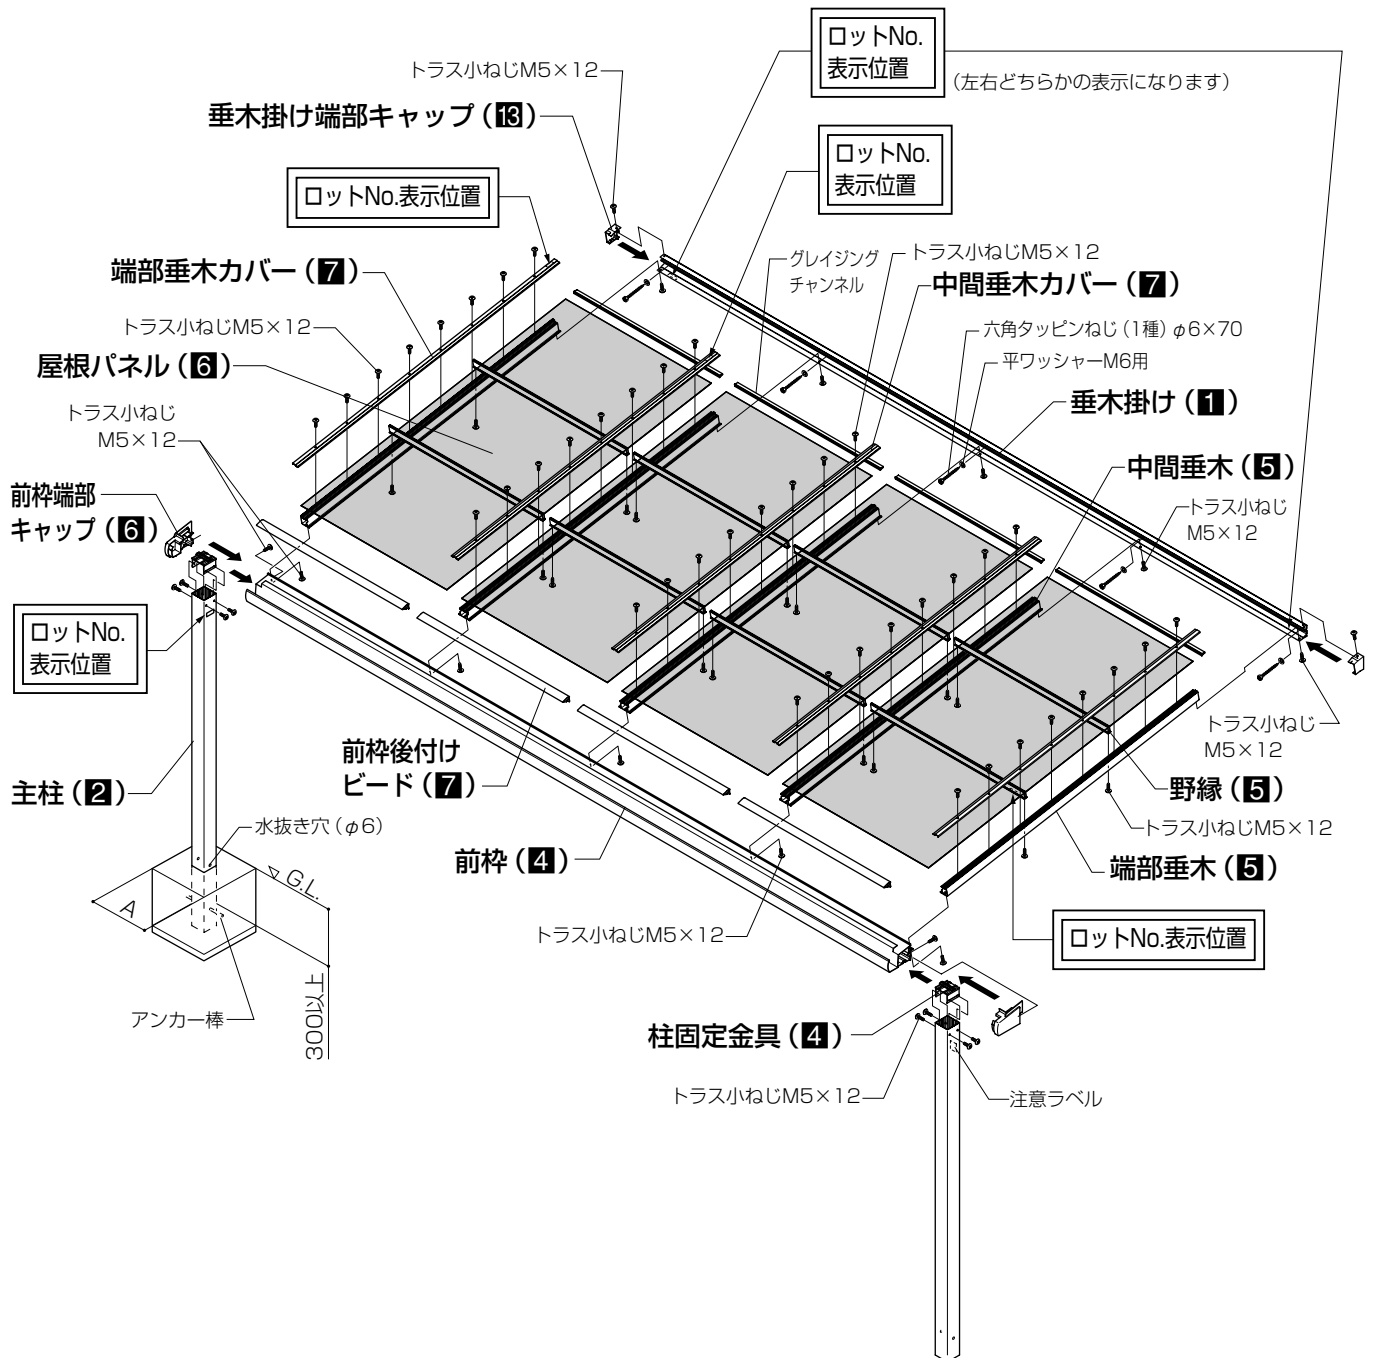 ロットNo.
表示位置
(左右どちらかの表示になります)
トラス小ねじM5×12
垂木掛け端部キャップ(13)
ロットNo.
表示位置
ロットNo.表示位置
グレイジング
チャンネル
トラス小ねじM5×12
端部垂木カバー(7)
中間垂木カバー(7)
トラス小ねじM5×12
六角タッピンねじ(1種)φ6×70
屋根パネル(6)
平ワッシャーM6用
垂木掛け(1)
トラス小ねじ
M5×12
中間垂木(5)
前枠端部
キャップ(6)
トラス小ねじ
M5×12
ロットNo.
表示位置
トラス小ねじ
M5×12
前枠後付け
ビード(7)
主柱(2)
野縁(5)
水抜き穴(φ6)
トラス小ねじM5×12
前枠(4)
端部垂木(5)
▽G.L.
A
トラス小ねじM5×12
ロットNo.表示位置
300以上
アンカー棒
柱固定金具(4)
トラス小ねじM5×12
注意ラベル